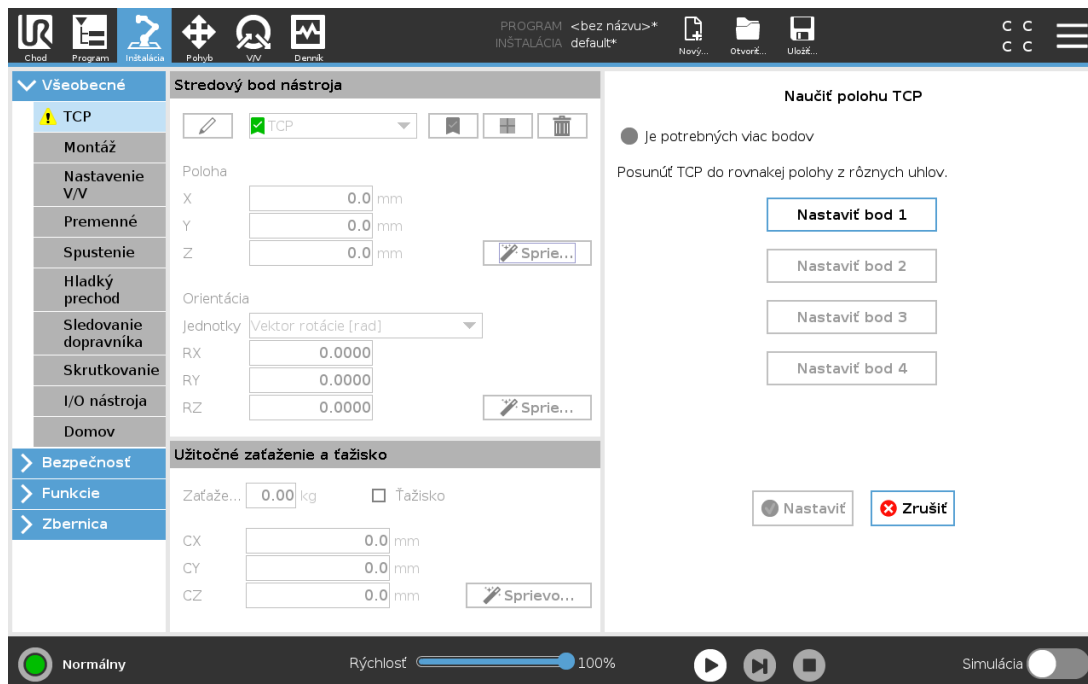 PROGRAM <bez názvu>*
INŠTALÁCIA default*
UR
Chod
Program
Inštalácia
Pohyb
V/V
Denník
Nový...
Otvoriť...
Uložiť...
C C
C C
Všeobecné
TCP
Montáž
Nastavenie
V/V
Premenné
Spustenie
Hladký
prechod
Sledovanie
dopravníka
Skrutkovanie
I/O nástroja
Domov
Bezpečnosť
Funkcie
Zbernica
Stredový bod nástroja
TCP
Poloha
X 0.0 mm
Y 0.0 mm
Z 0.0 mm
Sprie...
Orientácia
Jednotky Vektor rotácie [rad]
RX 0.0000
RY 0.0000
RZ 0.0000
Sprie...
Užitočné zaťaženie a ťažisko
Zaťaže... 0.00 kg Ťažisko
CX 0.0 mm
CY 0.0 mm
CZ 0.0 mm
Sprievo...
Naučiť polohu TCP
Je potrebných viac bodov
Posunúť TCP do rovnakej polohy z rôznych uhlov.
Nastaviť bod 1
Nastaviť bod 2
Nastaviť bod 3
Nastaviť bod 4
Nastaviť
Zrušiť
Normálny
Rýchlosť 100%
Simulácia